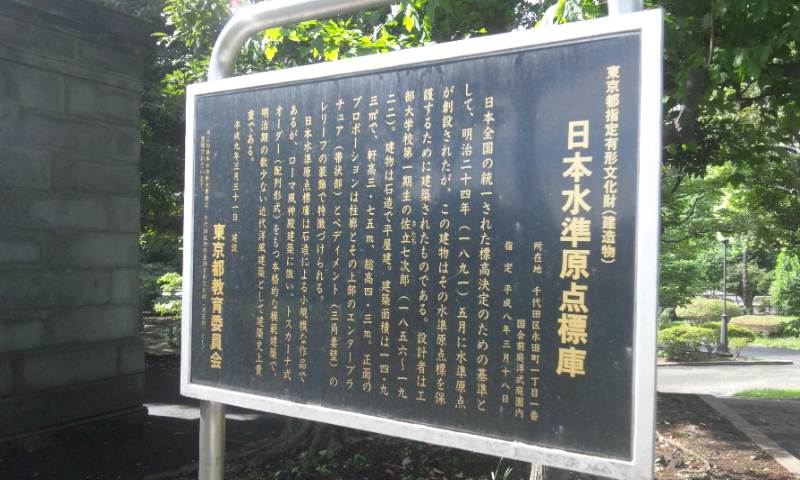 東京都指定有形文化財(建造物)
日本水準原点標庫
所在地 千代田区永田町一丁目一番
国会前庭洋式庭園内
指定 平成八年三月十八日
日本全国の統一された標高決定のための基準と
して、明治二十四年(一八九一)五月に水準原点
が創設されたが、この建物はその水準原点標を保
護するために建築されたものである。設計者は工
部大学校第一期生の佐立七次郎(一八五六〜一九
さたち
二二)。建物は石造で平屋建。建築面積は一四・九
三㎡で、軒高三・七五m、総高四・三m。正面の
プロポーションは柱廓とその上部のエンタープラ
チュア(帯状部)とペディメント(三角妻壁)の
レリーフの装飾で特徴づけられる。
日本水準原点標庫は石造による小規模な作品で
あるが、ローマ風神殿建築に倣い、トスカーナ式
オーダー(配列形式)をもつ本格的な模範建築で、
明治期の数少ない近代洋風建築として建築史上貴
重である。
平成九年三月三十一日 建設
東京都教育委員会